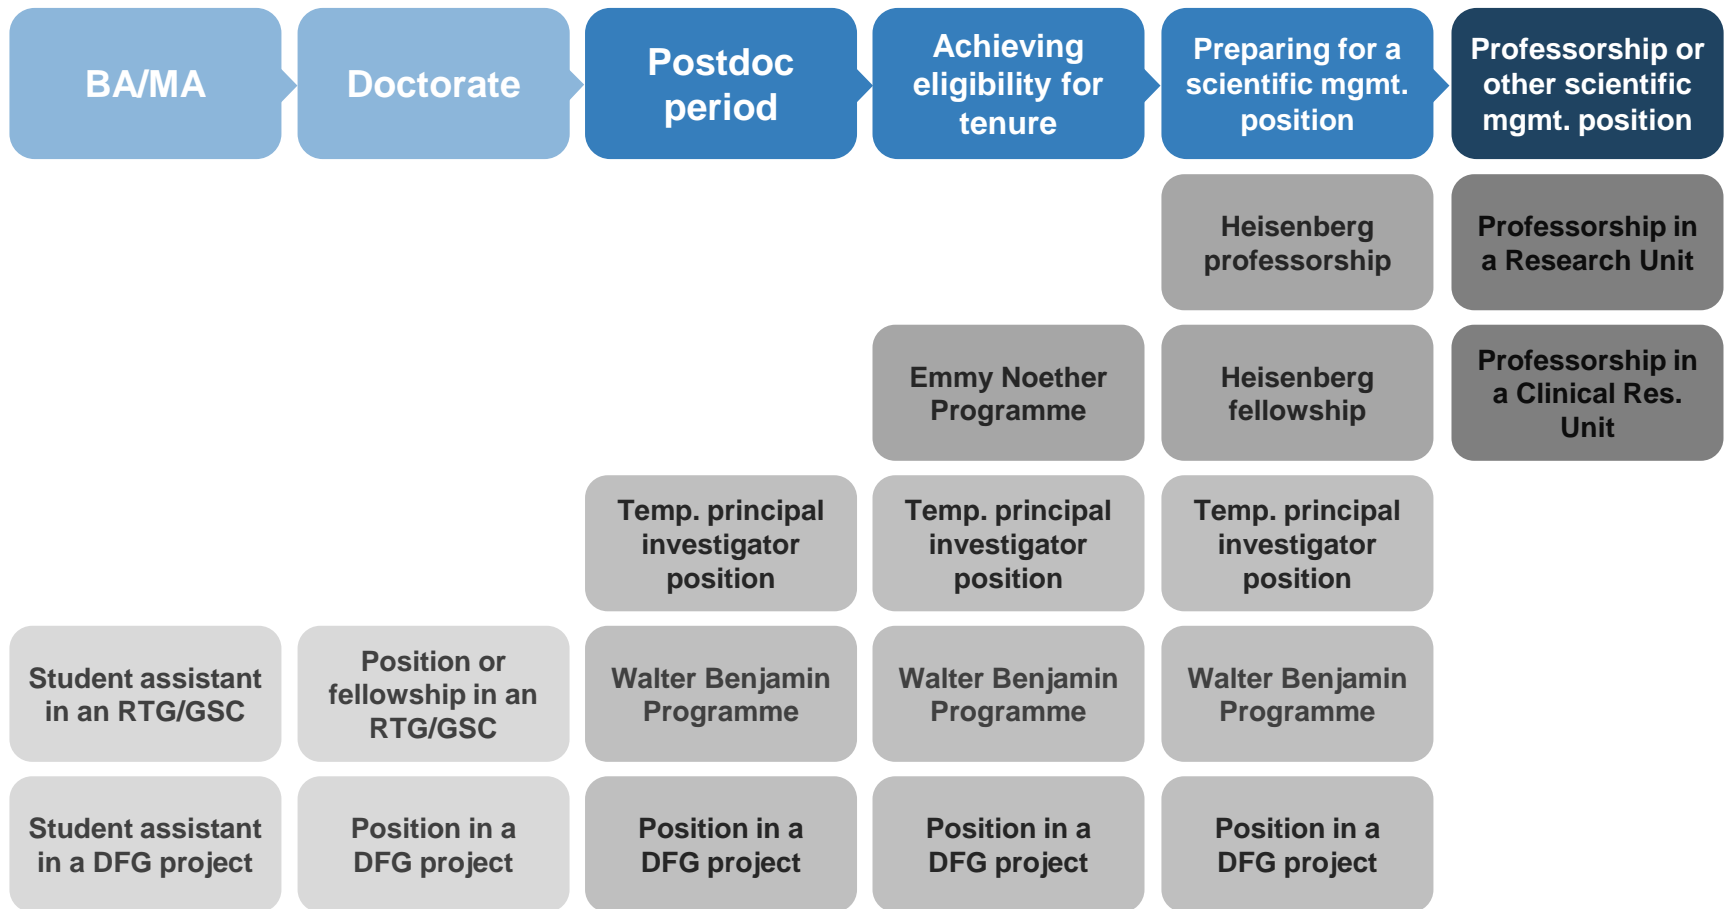 BA/MA
Doctorate
Postdoc
period
Achieving
eligibility for
tenure
Preparing for a
scientific mgmt.
position
Professorship or
other scientific
mgmt. position
Heisenberg
professorship
Professorship in
a Research Unit
Emmy Noether
Programme
Heisenberg
fellowship
Professorship in
a Clinical Res.
Unit
Temp. principal
investigator
position
Temp. principal
investigator
position
Temp. principal
investigator
position
Student assistant
in an RTG/GSC
Position or
fellowship in an
RTG/GSC
Walter Benjamin
Programme
Walter Benjamin
Programme
Walter Benjamin
Programme
Student assistant
in a DFG project
Position in a
DFG project
Position in a
DFG project
Position in a
DFG project
Position in a
DFG project